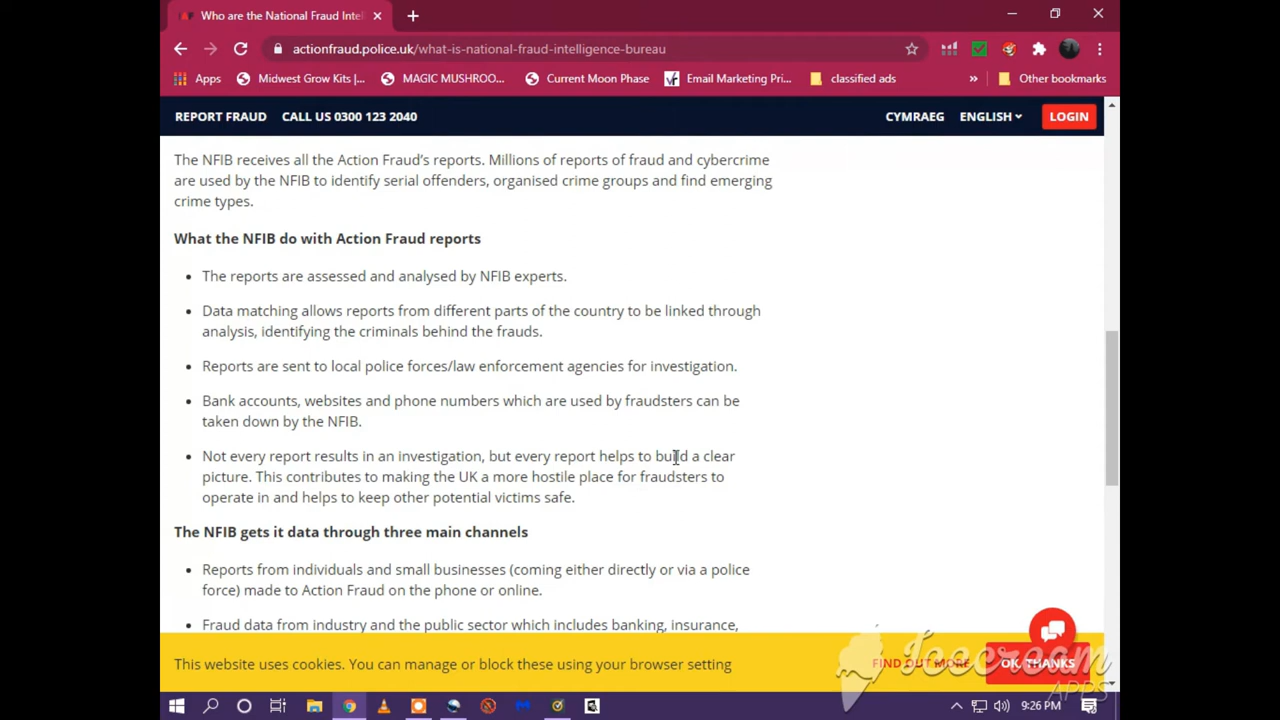 Who are the National Fraud Intel
actionfraud.police.uk/what-is-national-fraud-intelligence-bureau
Apps Midwest Grow Kits |... MAGIC MUSHROO... Current Moon Phase Email Marketing Pri... classified ads » Other bookmarks
REPORT FRAUD CALL US 0300 123 2040 CYMRAEG ENGLISH LOGIN
The NFIB receives all the Action Fraud's reports. Millions of reports of fraud and cybercrime
are used by the NFIB to identify serial offenders, organised crime groups and find emerging
crime types.
What the NFIB do with Action Fraud reports
• The reports are assessed and analysed by NFIB experts.
• Data matching allows reports from different parts of the country to be linked through
analysis, identifying the criminals behind the frauds.
• Reports are sent to local police forces/law enforcement agencies for investigation.
• Bank accounts, websites and phone numbers which are used by fraudsters can be
taken down by the NFIB.
• Not every report results in an investigation, but every report helps to build a clear
picture. This contributes to making the UK a more hostile place for fraudsters to
operate in and helps to keep other potential victims safe.
The NFIB gets it data through three main channels
• Reports from individuals and small businesses (coming either directly or via a police
force) made to Action Fraud on the phone or online.
• Fraud data from industry and the public sector which includes banking, insurance,
This website uses cookies. You can manage or block these using your browser setting FIND OUT MORE OK, THANKS
Icecream
APPS
9:26 PM